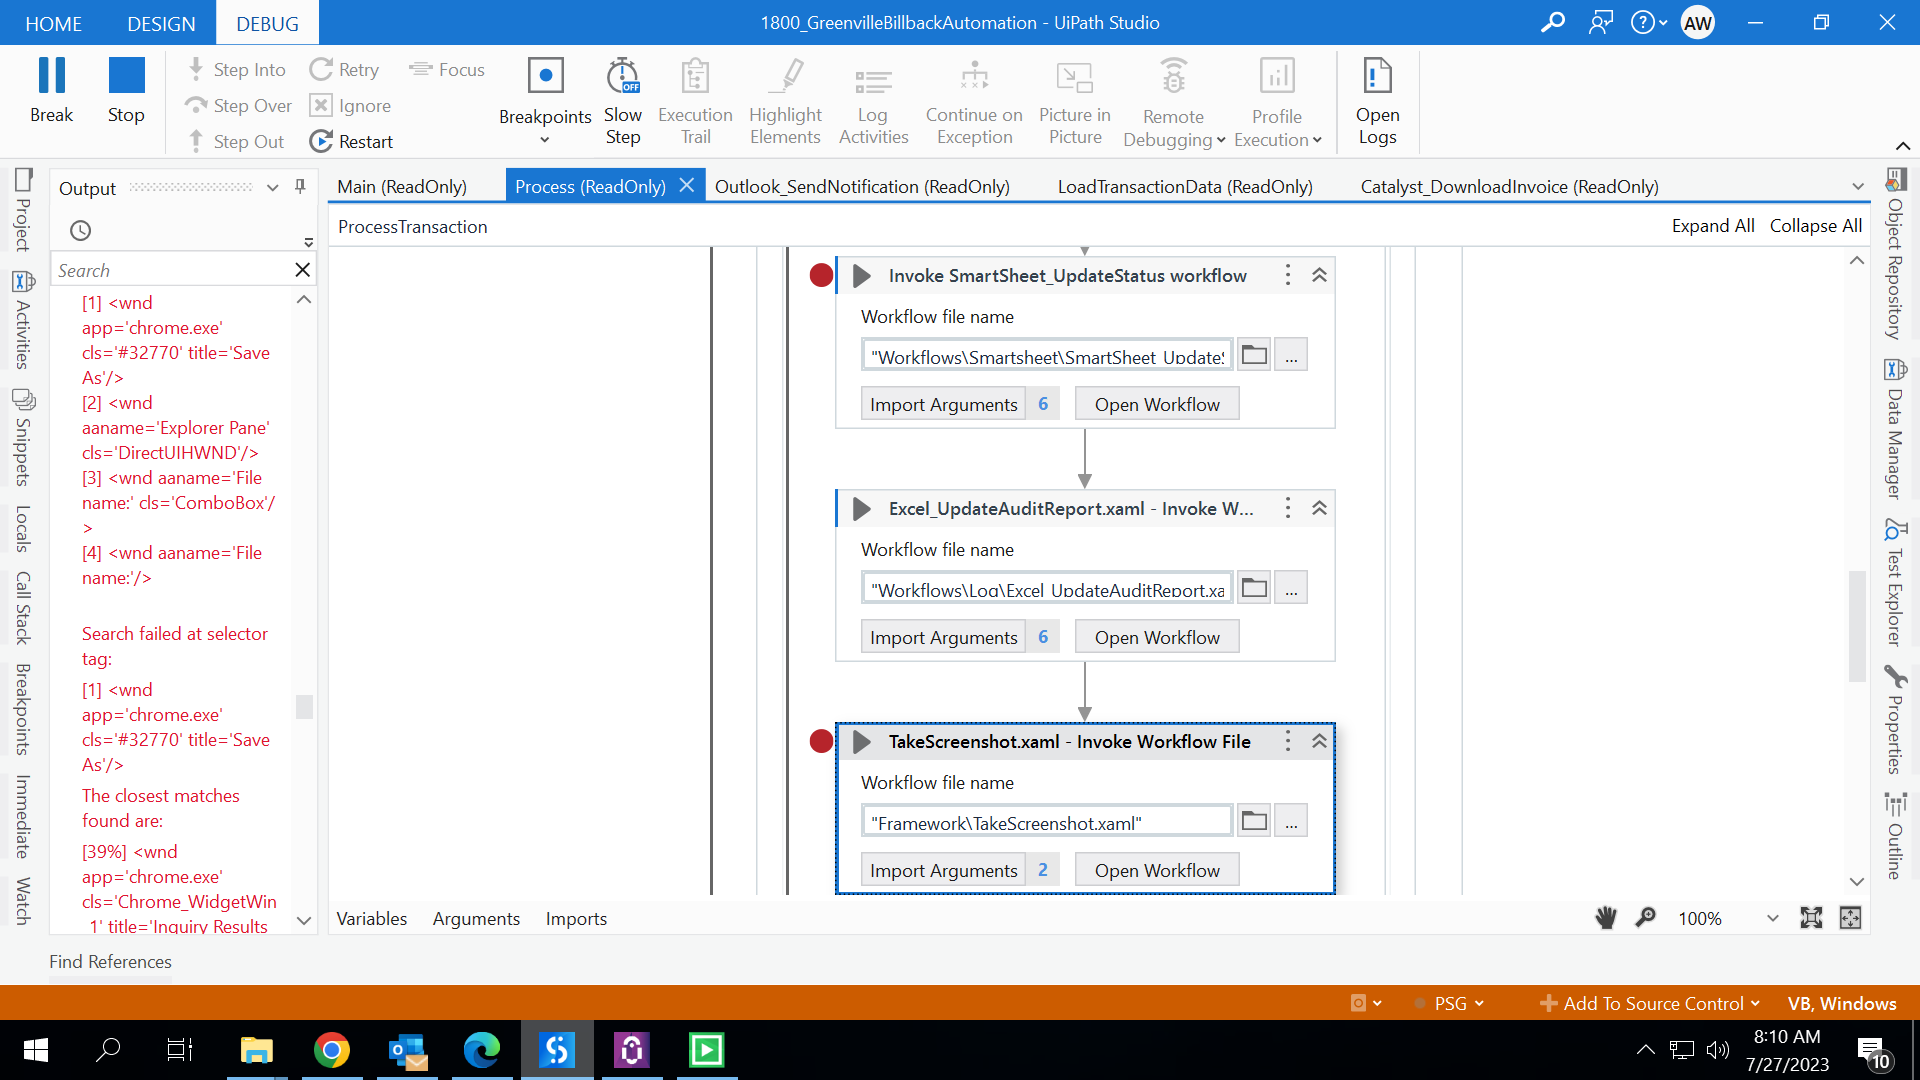 HOME DESIGN DEBUG 1800_GreenvilleBillbackAutomation - UiPath Studio AW
Break Stop
Step Into Retry Focus
Step Over Ignore
Step Out Restart
Breakpoints
Slow Step
OFF
Execution Trail
Highlight Elements
Log Activities
Continue on Exception
Picture in Picture
Remote Debugging
Profile Execution
Open Logs
Project
Activities
Snippets
Locals
Call Stack
Breakpoints
Immediate
Watch
Output
Search
[1] <wnd
app='chrome.exe'
cls='#32770' title='Save
As'/>
[2] <wnd
aaname='Explorer Pane'
cls='DirectUIHWND'/>
[3] <wnd aaname='File
name:' cls='ComboBox'/
>
[4] <wnd aaname='File
name:'/>
Search failed at selector
tag:
[1] <wnd
app='chrome.exe'
cls='#32770' title='Save
As'/>
The closest matches
found are:
[39%] <wnd
app='chrome.exe'
cls='Chrome_WidgetWin
_1' title='Inquiry Results
Main (ReadOnly) Process (ReadOnly) Outlook_SendNotification (ReadOnly) LoadTransactionData (ReadOnly) Catalyst_DownloadInvoice (ReadOnly)
ProcessTransaction Expand All Collapse All
Invoke SmartSheet_UpdateStatus workflow
Workflow file name
"Workflows\Smartsheet\SmartSheet_UpdateS ...
Import Arguments 6 Open Workflow
Excel_UpdateAuditReport.xaml - Invoke W...
Workflow file name
"Workflows\Log\Excel_UpdateAuditReport.xa ...
Import Arguments 6 Open Workflow
TakeScreenshot.xaml - Invoke Workflow File
Workflow file name
"Framework\TakeScreenshot.xaml" ...
Import Arguments 2 Open Workflow
Variables Arguments Imports 100%
Object Repository
Data Manager
Test Explorer
Properties
Outline
Find References
PSG Add To Source Control VB, Windows
8:10 AM
7/27/2023
10